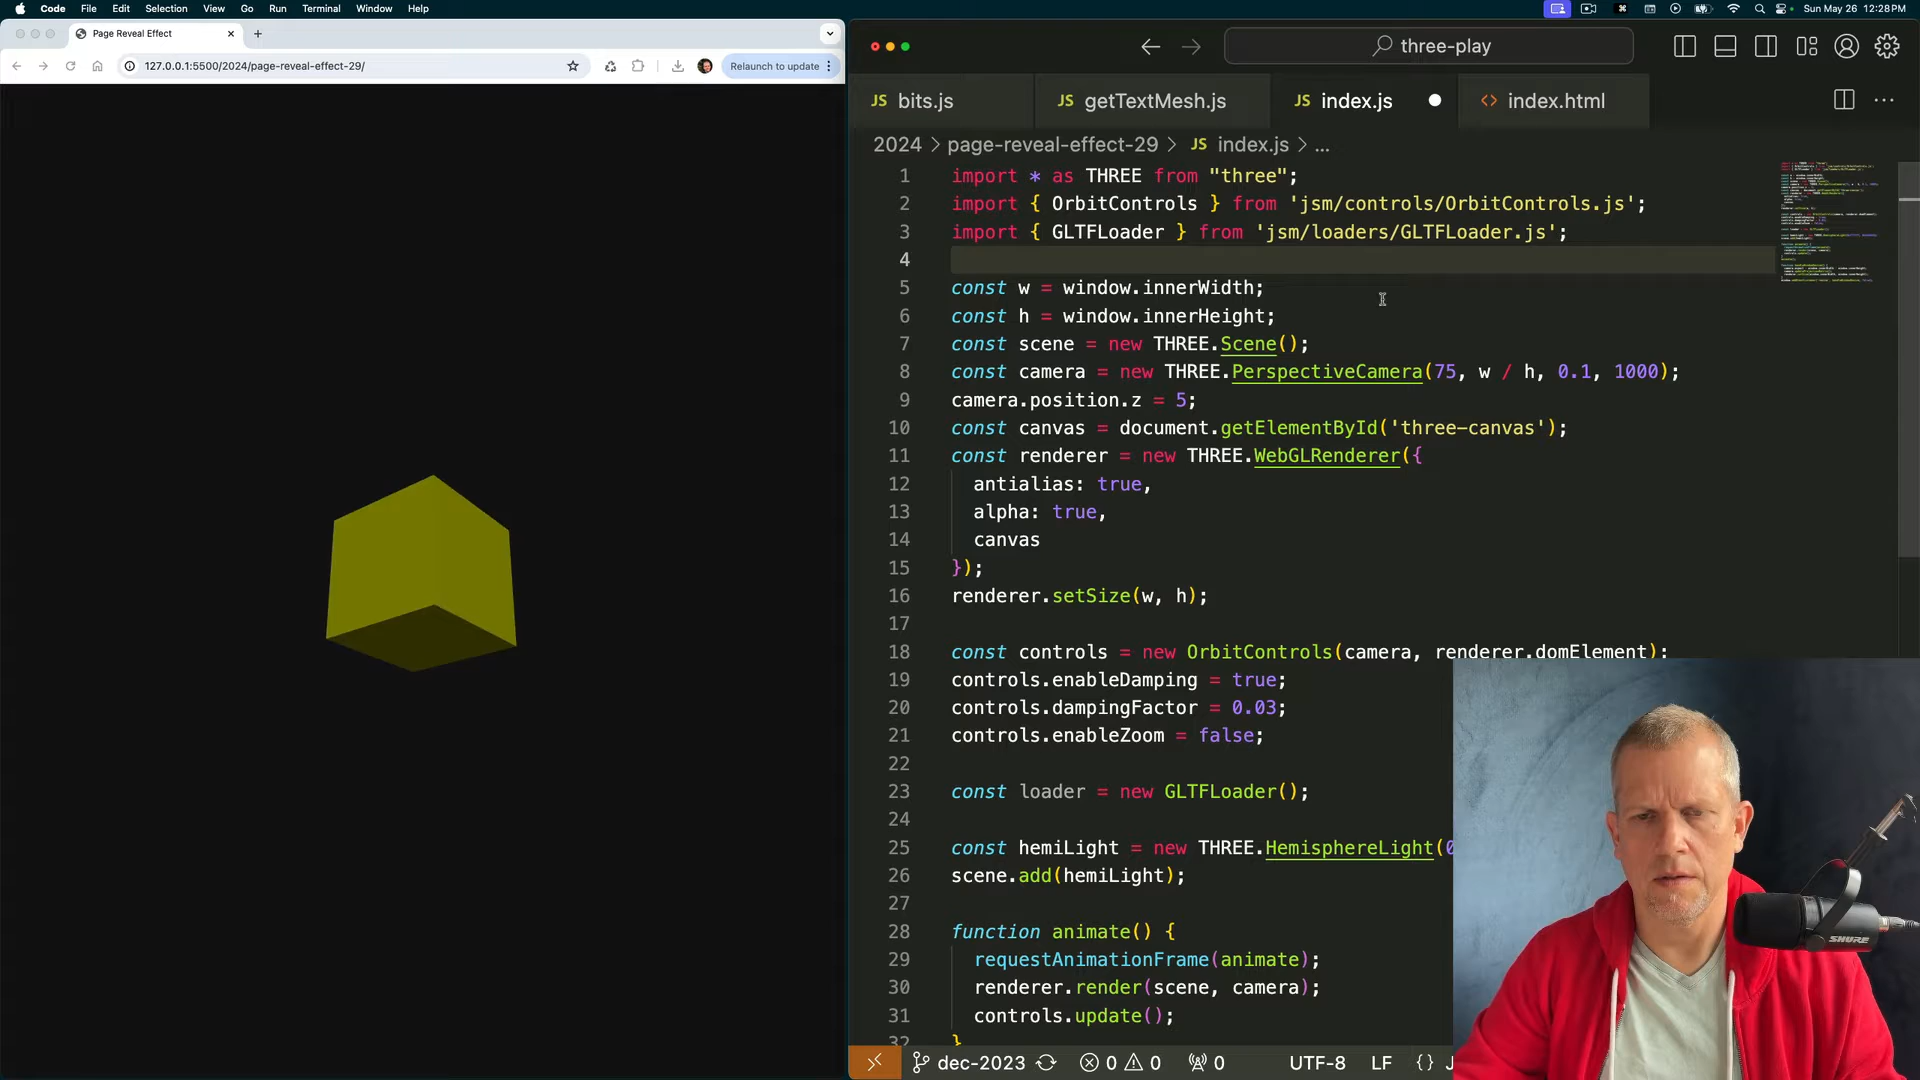 Code File Edit Selection View Go Run Terminal Window Help
Sun May 26 12:28PM
Page Reveal Effect
127.0.0.1:5500/2024/page-reveal-effect-29/
Relaunch to update
three-play
JS bits.js
JS getTextMesh.js
JS index.js
index.html
2024 > page-reveal-effect-29 > JS index.js > ...
1 import * as THREE from "three";
2 import { OrbitControls } from 'jsm/controls/OrbitControls.js';
3 import { GLTFLoader } from 'jsm/loaders/GLTFLoader.js';
4
5 const w = window.innerWidth;
6 const h = window.innerHeight;
7 const scene = new THREE.Scene();
8 const camera = new THREE.PerspectiveCamera(75, w / h, 0.1, 1000);
9 camera.position.z = 5;
10 const canvas = document.getElementById('three-canvas');
11 const renderer = new THREE.WebGLRenderer({
12 antialias: true,
13 alpha: true,
14 canvas
15 });
16 renderer.setSize(w, h);
17
18 const controls = new OrbitControls(camera, renderer.domElement);
19 controls.enableDamping = true;
20 controls.dampingFactor = 0.03;
21 controls.enableZoom = false;
22
23 const loader = new GLTFLoader();
24
25 const hemiLight = new THREE.HemisphereLight(
26 scene.add(hemiLight);
27
28 function animate() {
29 requestAnimationFrame(animate);
30 renderer.render(scene, camera);
31 controls.update();
32 }
dec-2023 0 0 0 UTF-8 LF {}
SHURE